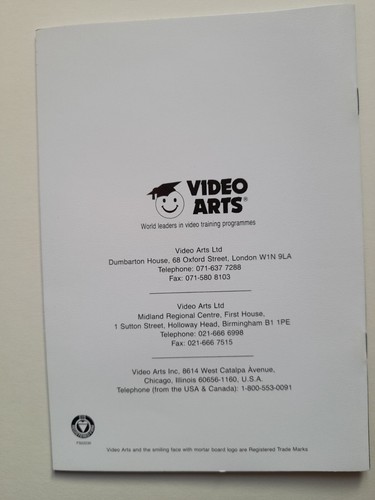 VIDEO
ARTS®
World leaders in video training programmes
Video Arts Ltd
Dumbarton House, 68 Oxford Street, London W1N 9LA
Telephone: 071-637 7288
Fax: 071-580 8103
Video Arts Ltd
Midland Regional Centre, First House,
1 Sutton Street, Holloway Head, Birmingham B1 1PE
Telephone: 021-666 6998
Fax: 021-666 7515
Video Arts Inc, 8614 West Catalpa Avenue,
Chicago, Illinois 60656-1160, U.S.A.
Telephone (from the USA & Canada): 1-800-553-0091
Video Arts and the smiling face with mortar board logo are Registered Trade Marks